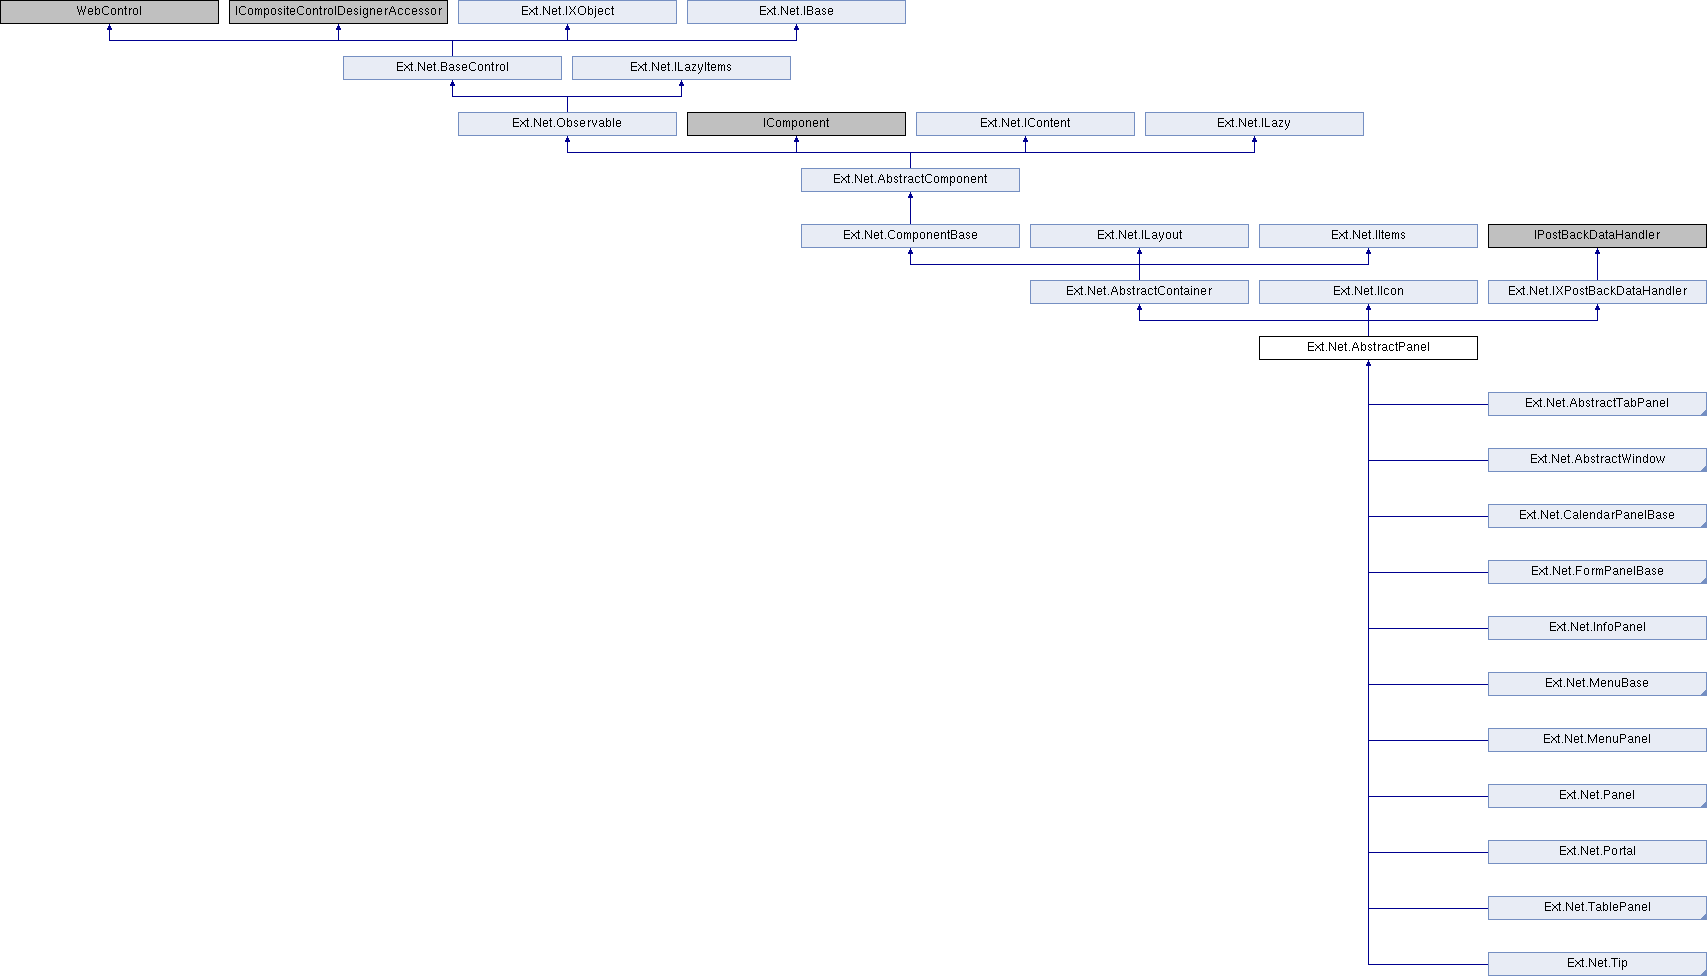 WebControl
ICompositeControlDesignerAccessor
Ext.Net.IXObject
Ext.Net.IBase
Ext.Net.BaseControl
Ext.Net.ILazyItems
Ext.Net.Observable
IComponent
Ext.Net.IContent
Ext.Net.ILazy
Ext.Net.AbstractComponent
Ext.Net.ComponentBase
Ext.Net.ILayout
Ext.Net.IItems
IPostBackDataHandler
Ext.Net.AbstractContainer
Ext.Net.IIcon
Ext.Net.IXPostBackDataHandler
Ext.Net.AbstractPanel
Ext.Net.AbstractTabPanel
Ext.Net.AbstractWindow
Ext.Net.CalendarPanelBase
Ext.Net.FormPanelBase
Ext.Net.InfoPanel
Ext.Net.MenuBase
Ext.Net.MenuPanel
Ext.Net.Panel
Ext.Net.Portal
Ext.Net.TablePanel
Ext.Net.Tip